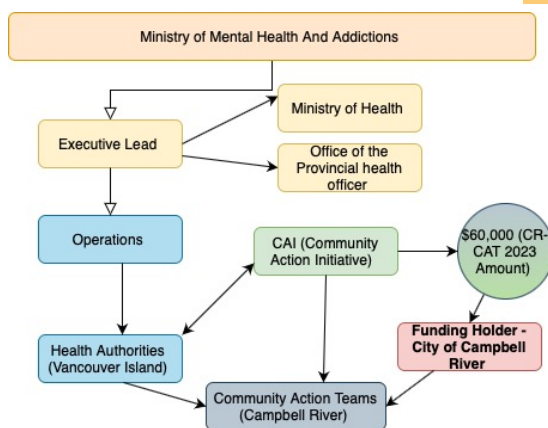 Ministry of Mental Health And Addictions
Ministry of Health
Executive Lead
Office of the
Provincial health
officer
Operations
CAI (Community
Action Initiative)
$60,000 (CR-
CAT 2023
Amount)
Health Authorities
(Vancouver Island)
Funding Holder -
City of Campbell
River
Community Action Teams
(Campbell River)